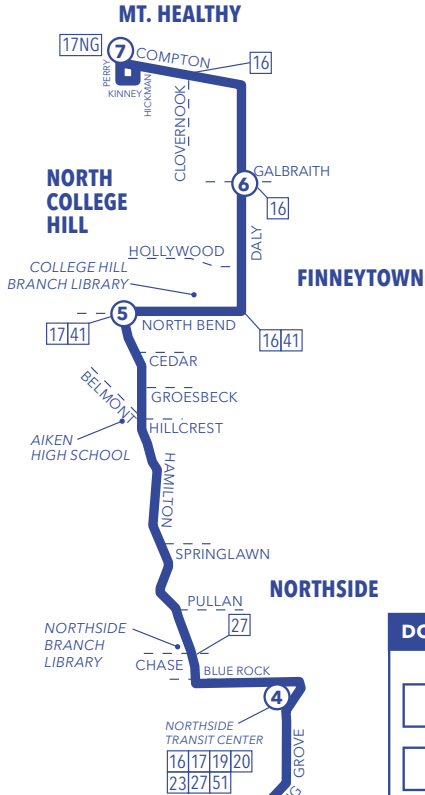 MT. HEALTHY
17NG
7
COMPTON
16
PERRY
KINNEY
HICKMAN
CLOVERNOOK
GALBRAITH
6
16
NORTH
COLLEGE
HILL
DALY
HOLLYWOOD
COLLEGE HILL
BRANCH LIBRARY
FINNEYTOWN
5
NORTH BEND
17 41
16 41
CEDAR
BELMONT
GROESBECK
HILLCREST
AIKEN
HIGH SCHOOL
HAMILTON
SPRINGLAWN
NORTHSIDE
PULLAN
27
NORTHSIDE
BRANCH
LIBRARY
CHASE
BLUE ROCK
4
NORTHSIDE
TRANSIT CENTER
16 17 19 20
23 27 51
GROVE
DO